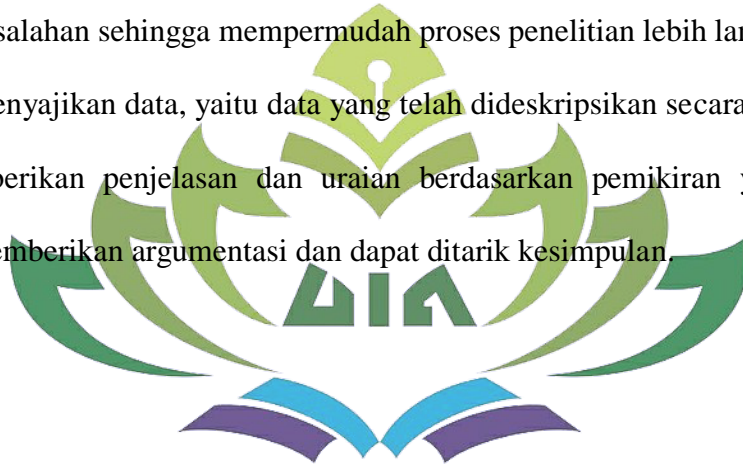 salahan sehingga mempermudah proses penelitian lebih lan
enyajikan data, yaitu data yang telah dideskripsikan secara
berikan penjelasan dan uraian berdasarkan pemikiran y
emberikan argumentasi dan dapat ditarik kesimpulan.
UIN